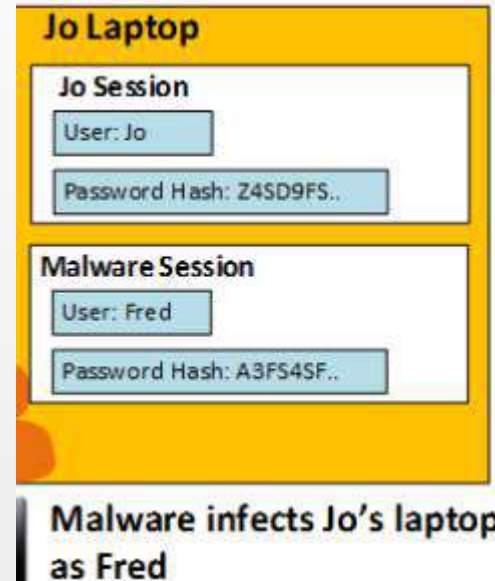 Jo Laptop
Jo Session
User: Jo
Password Hash: Z4SD9FS..
Malware Session
User: Fred
Password Hash: A3FS4SF..
Malware infects Jo's laptop
as Fred